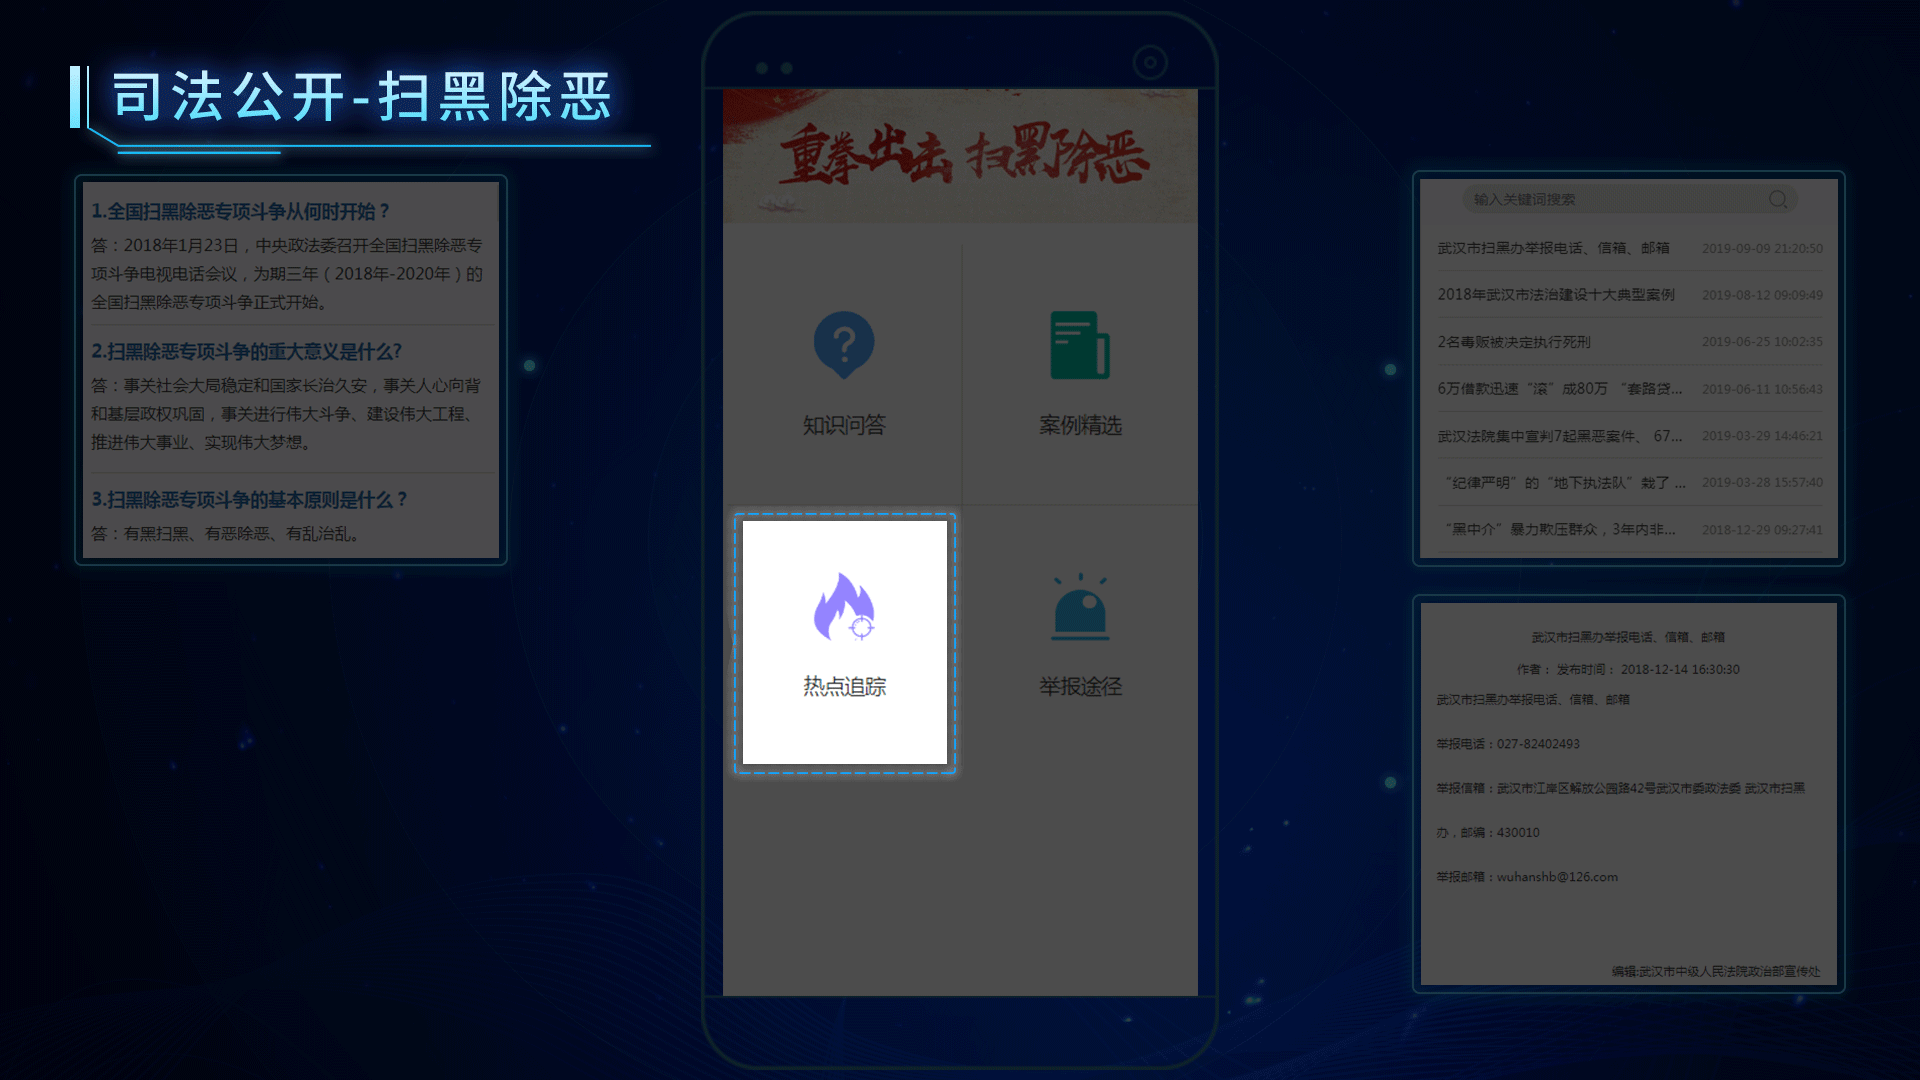 司法公开-扫黑除恶
1.全国扫黑除恶专项斗争从何时开始？
答：2018年1月23日，中央政法委召开全国扫黑除恶专
项斗争电视电话会议，为期三年（2018年-2020年）的
全国扫黑除恶专项斗争正式开始。
2.扫黑除恶专项斗争的重大意义是什么?
答：事关社会大局稳定和国家长治久安，事关人心向背
和基层政权巩固，事关进行伟大斗争、建设伟大工程、
推进伟大事业、实现伟大梦想。
3.扫黑除恶专项斗争的基本原则是什么？
答：有黑扫黑、有恶除恶、有乱治乱。
重拳出击 扫黑除恶
知识问答
案例精选
热点追踪
举报途径
输入关键词搜索
武汉市扫黑办举报电话、信箱、邮箱 2019-09-09 21:20:50
2018年武汉市法治建设十大典型案例 2019-08-12 09:09:49
2名毒贩被决定执行死刑 2019-06-25 10:02:35
6万借款迅速“滚”成80万 “套路贷... 2019-06-11 10:56:43
武汉法院集中宣判7起黑恶案件、 67... 2019-03-29 14:46:21
“纪律严明”的“地下执法队”栽了 ... 2019-03-28 15:57:40
“黑中介”暴力欺压群众，3年内非... 2018-12-29 09:27:41
武汉市扫黑办举报电话、信箱、邮箱
作者： 发布时间： 2018-12-14 16:30:30
武汉市扫黑办举报电话、信箱、邮箱
举报电话：027-82402493
举报信箱：武汉市江岸区解放公园路42号武汉市委政法委 武汉市扫黑
办，邮编：430010
举报邮箱：wuhanshb@126.com
编辑:武汉市中级人民法院政治部宣传处